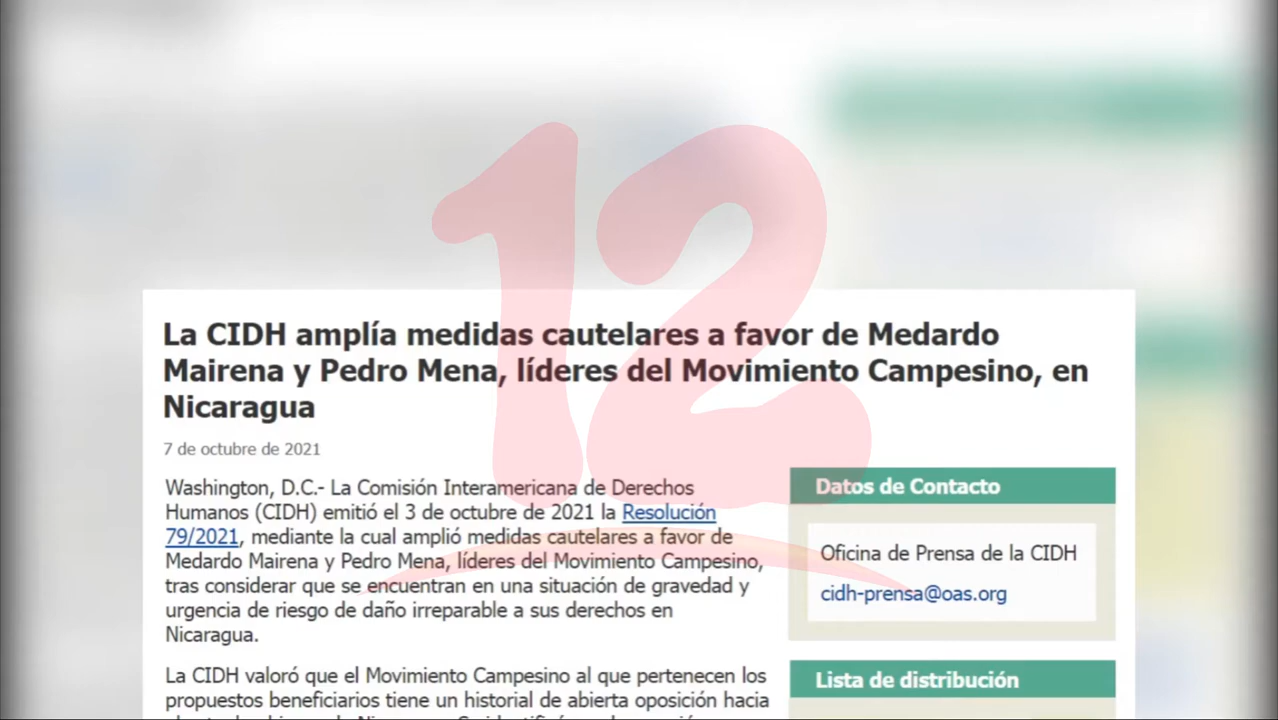 12
La CIDH amplía medidas cautelares a favor de Medardo
Mairena y Pedro Mena, líderes del Movimiento Campesino, en
Nicaragua
7 de octubre de 2021
Washington, D.C.- La Comisión Interamericana de Derechos
Humanos (CIDH) emitió el 3 de octubre de 2021 la Resolución
79/2021, mediante la cual amplió medidas cautelares a favor de
Medardo Mairena y Pedro Mena, líderes del Movimiento Campesino,
tras considerar que se encuentran en una situación de gravedad y
urgencia de riesgo de daño irreparable a sus derechos en
Nicaragua.
La CIDH valoró que el Movimiento Campesino al que pertenecen los
propuestos beneficiarios tiene un historial de abierta oposición hacia
Datos de Contacto
Oficina de Prensa de la CIDH
cidh-prensa@oas.org
Lista de distribución